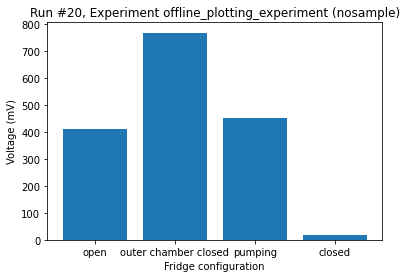 Run #20, Experiment offline_plotting_experiment (nosample)
800
700
600
500
400
300
200
100
0
Voltage (mV)
open outer chamber closed pumping closed
Fridge configuration